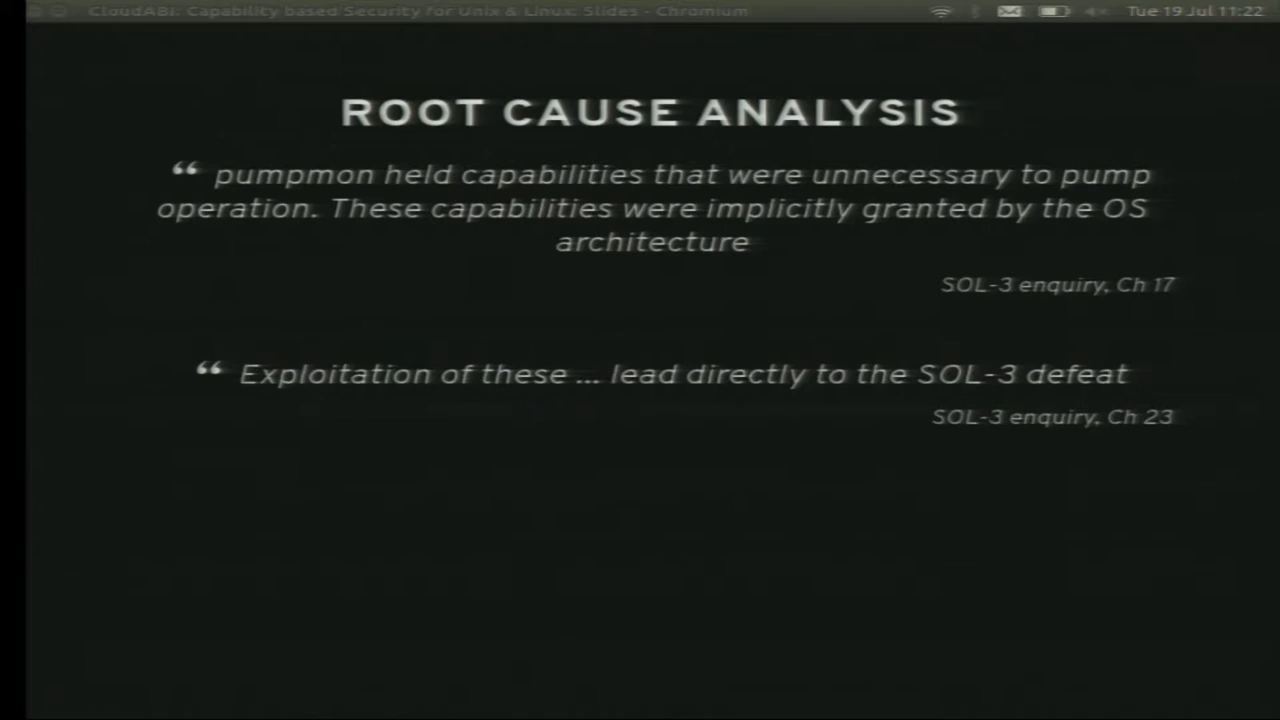 CloudABI: Capability based Security for Unix & Linux: Slides - Chromium
Tue 19 Jul 11:22
ROOT CAUSE ANALYSIS
“ pumpmon held capabilities that were unnecessary to pump
operation. These capabilities were implicitly granted by the OS
architecture
SOL-3 enquiry, Ch 17
“ Exploitation of these ... lead directly to the SOL-3 defeat
SOL-3 enquiry, Ch 23